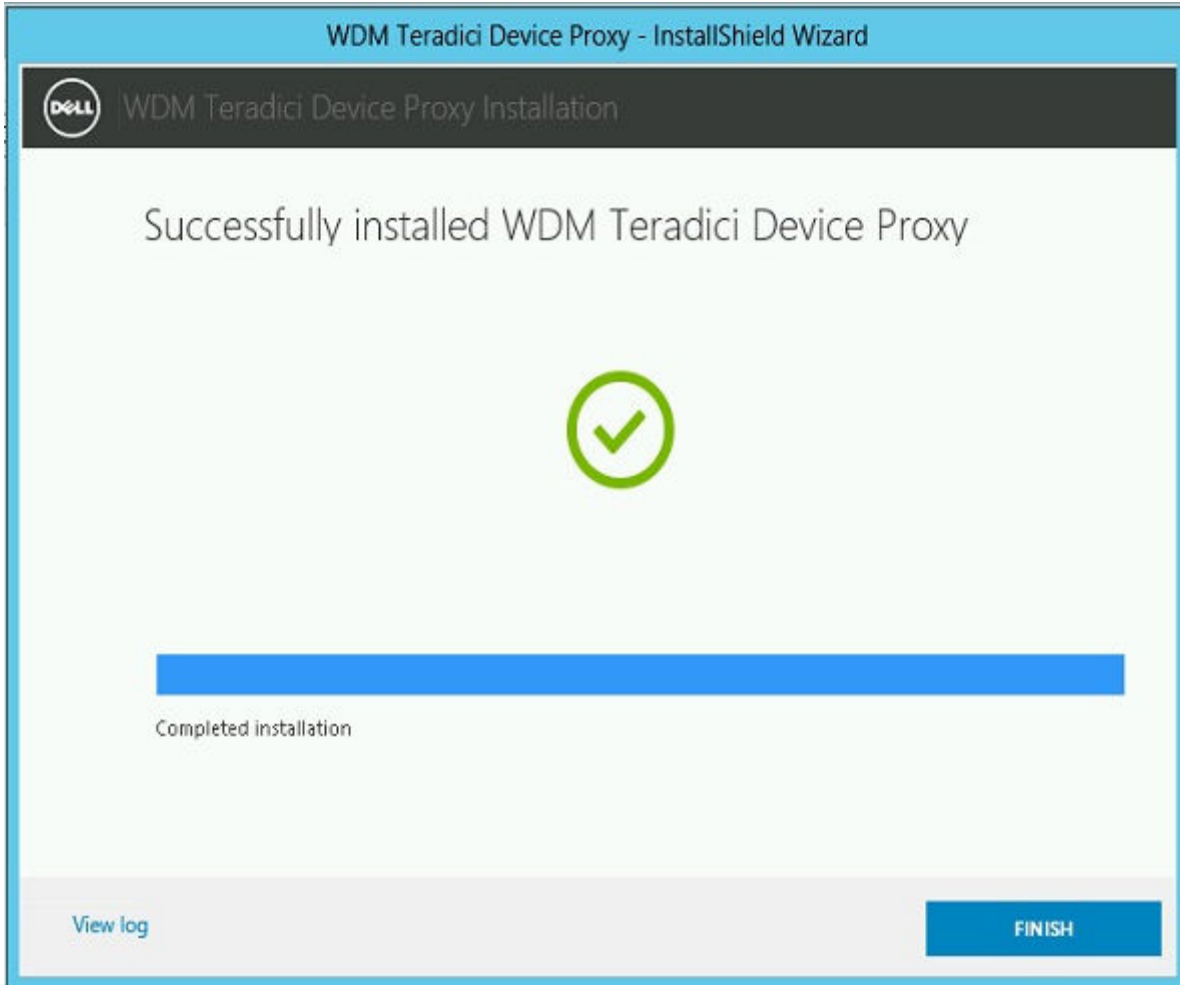 WDM Teradici Device Proxy - InstallShield Wizard
DELL
WDM Teradici Device Proxy Installation
Successfully installed WDM Teradici Device Proxy
Completed installation
View log
FINISH